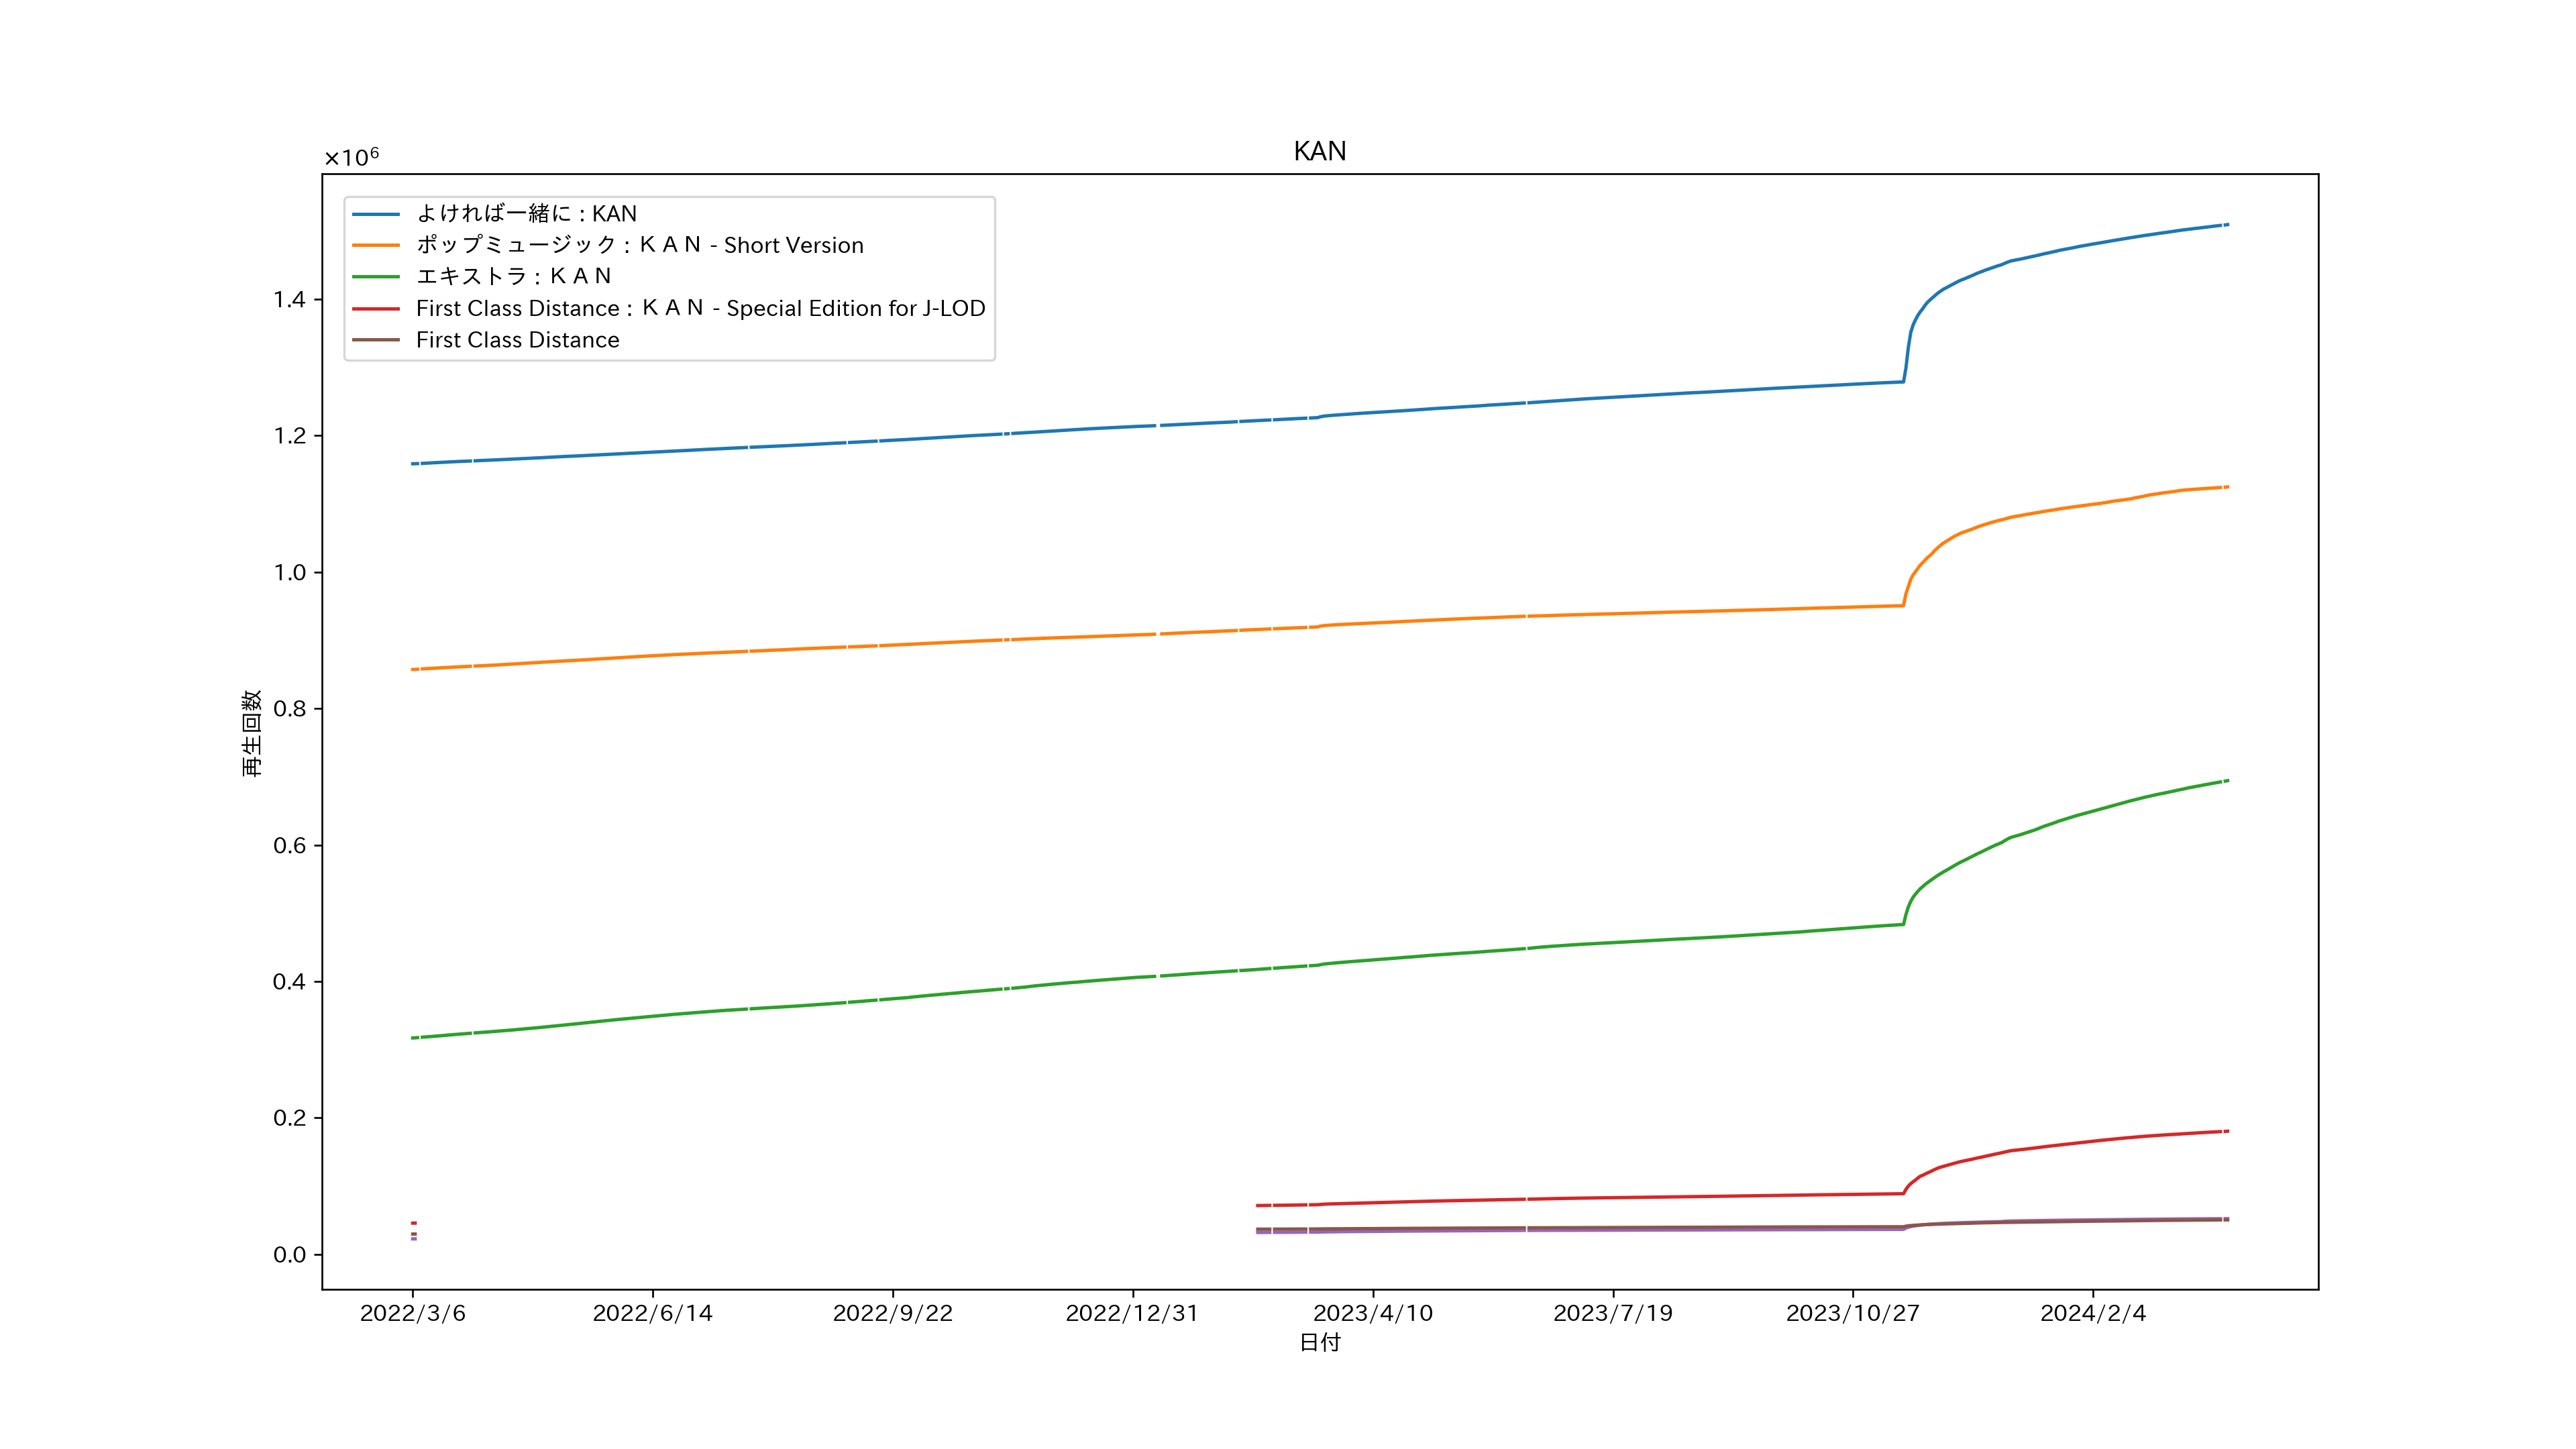 KAN
×10⁶
よければ一緒に : KAN
ポップミュージック : ＫＡＮ - Short Version
エキストラ : ＫＡＮ
First Class Distance : ＫＡＮ - Special Edition for J-LOD
First Class Distance
1.4
1.2
1.0
0.8
0.6
0.4
0.2
0.0
再生回数
2022/3/6 2022/6/14 2022/9/22 2022/12/31 2023/4/10 2023/7/19 2023/10/27 2024/2/4
日付